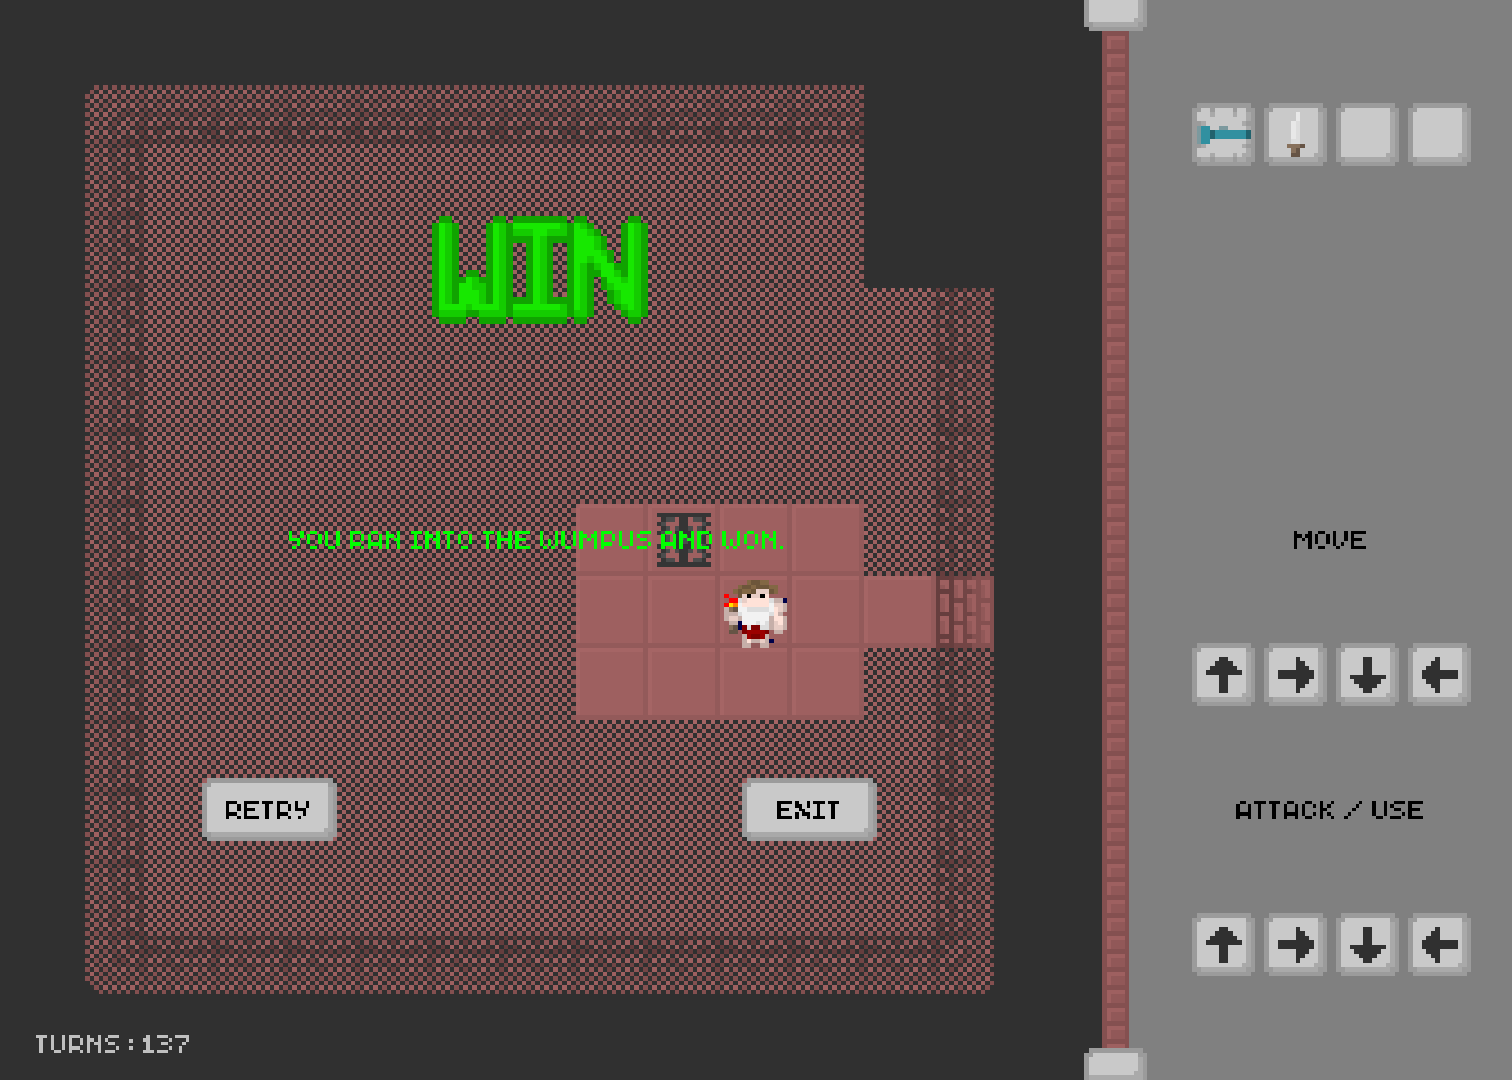 WIN
YOU RAN INTO THE WUMPUS AND WON.
MOVE
RETRY
EXIT
ATTACK / USE
TURNS:137